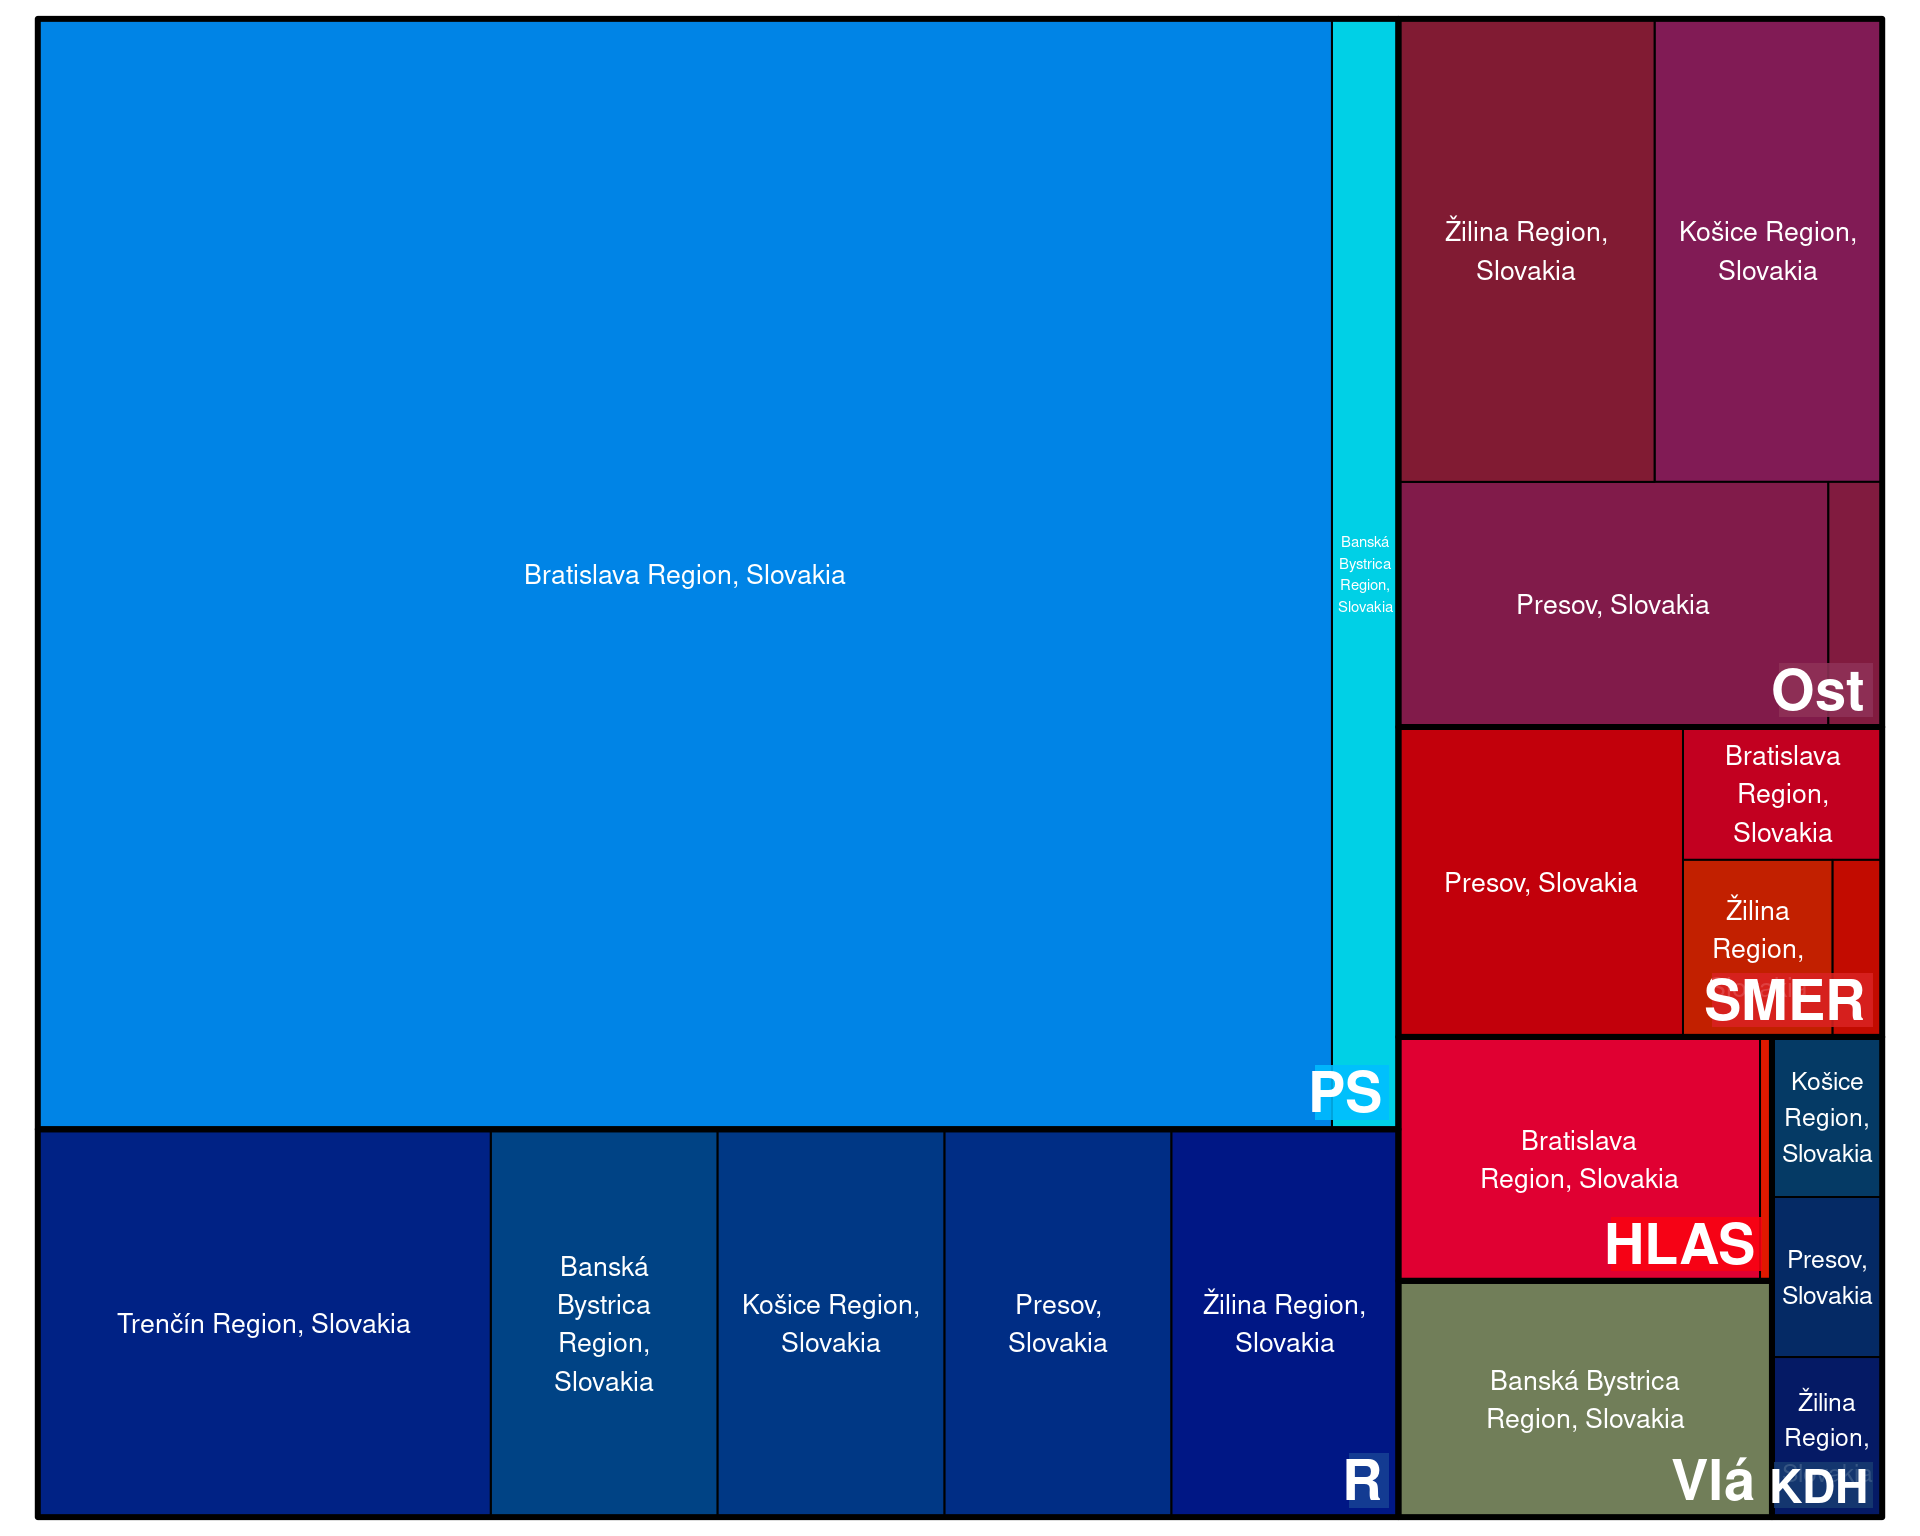 Bratislava Region, Slovakia
Banská
Bystrica
Region,
Slovakia
PS
Trenčín Region, Slovakia
Banská
Bystrica
Region,
Slovakia
Košice Region,
Slovakia
Presov,
Slovakia
Žilina Region,
Slovakia
R
Žilina Region,
Slovakia
Košice Region,
Slovakia
Presov, Slovakia
Ost
Presov, Slovakia
Bratislava
Region,
Slovakia
Žilina
Region,
SMER
Bratislava
Region, Slovakia
HLAS
Banská Bystrica
Region, Slovakia
Vlá
Košice
Region,
Slovakia
Presov,
Slovakia
Žilina
Region,
KDH